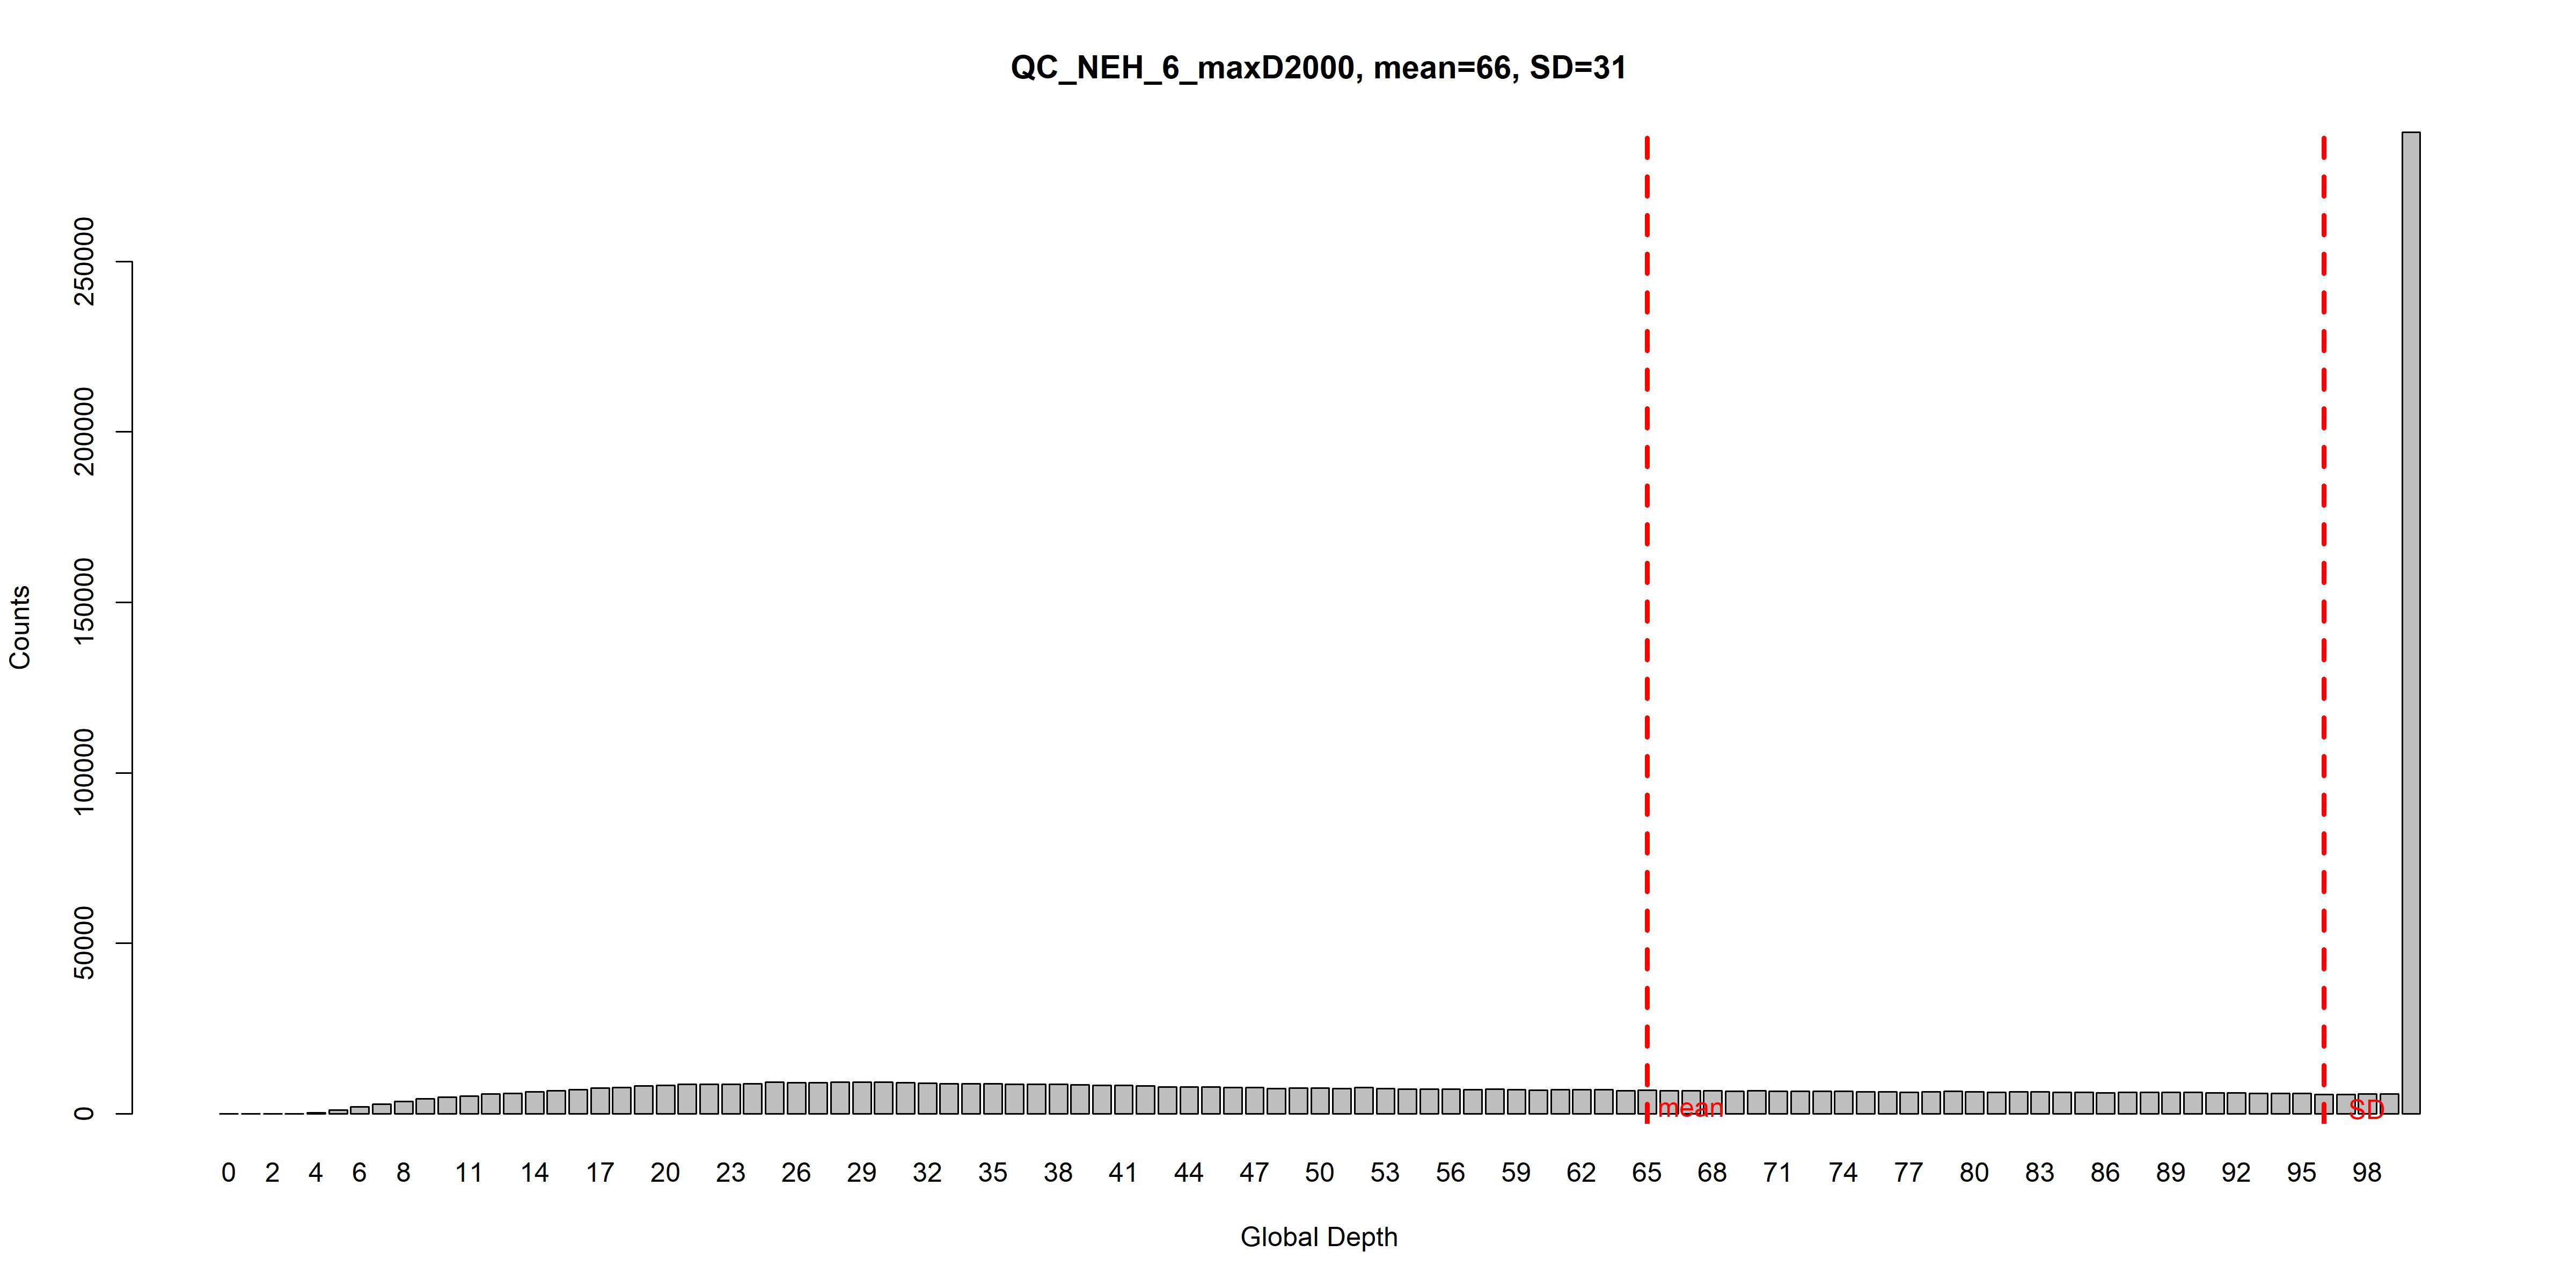 QC_NEH_6_maxD2000, mean=66, SD=31
250000
200000
150000
100000
50000
0
Counts
mean
SD
0 2 4 6 8 11 14 17 20 23 26 29 32 35 38 41 44 47 50 53 56 59 62 65 68 71 74 77 80 83 86 89 92 95 98
Global Depth